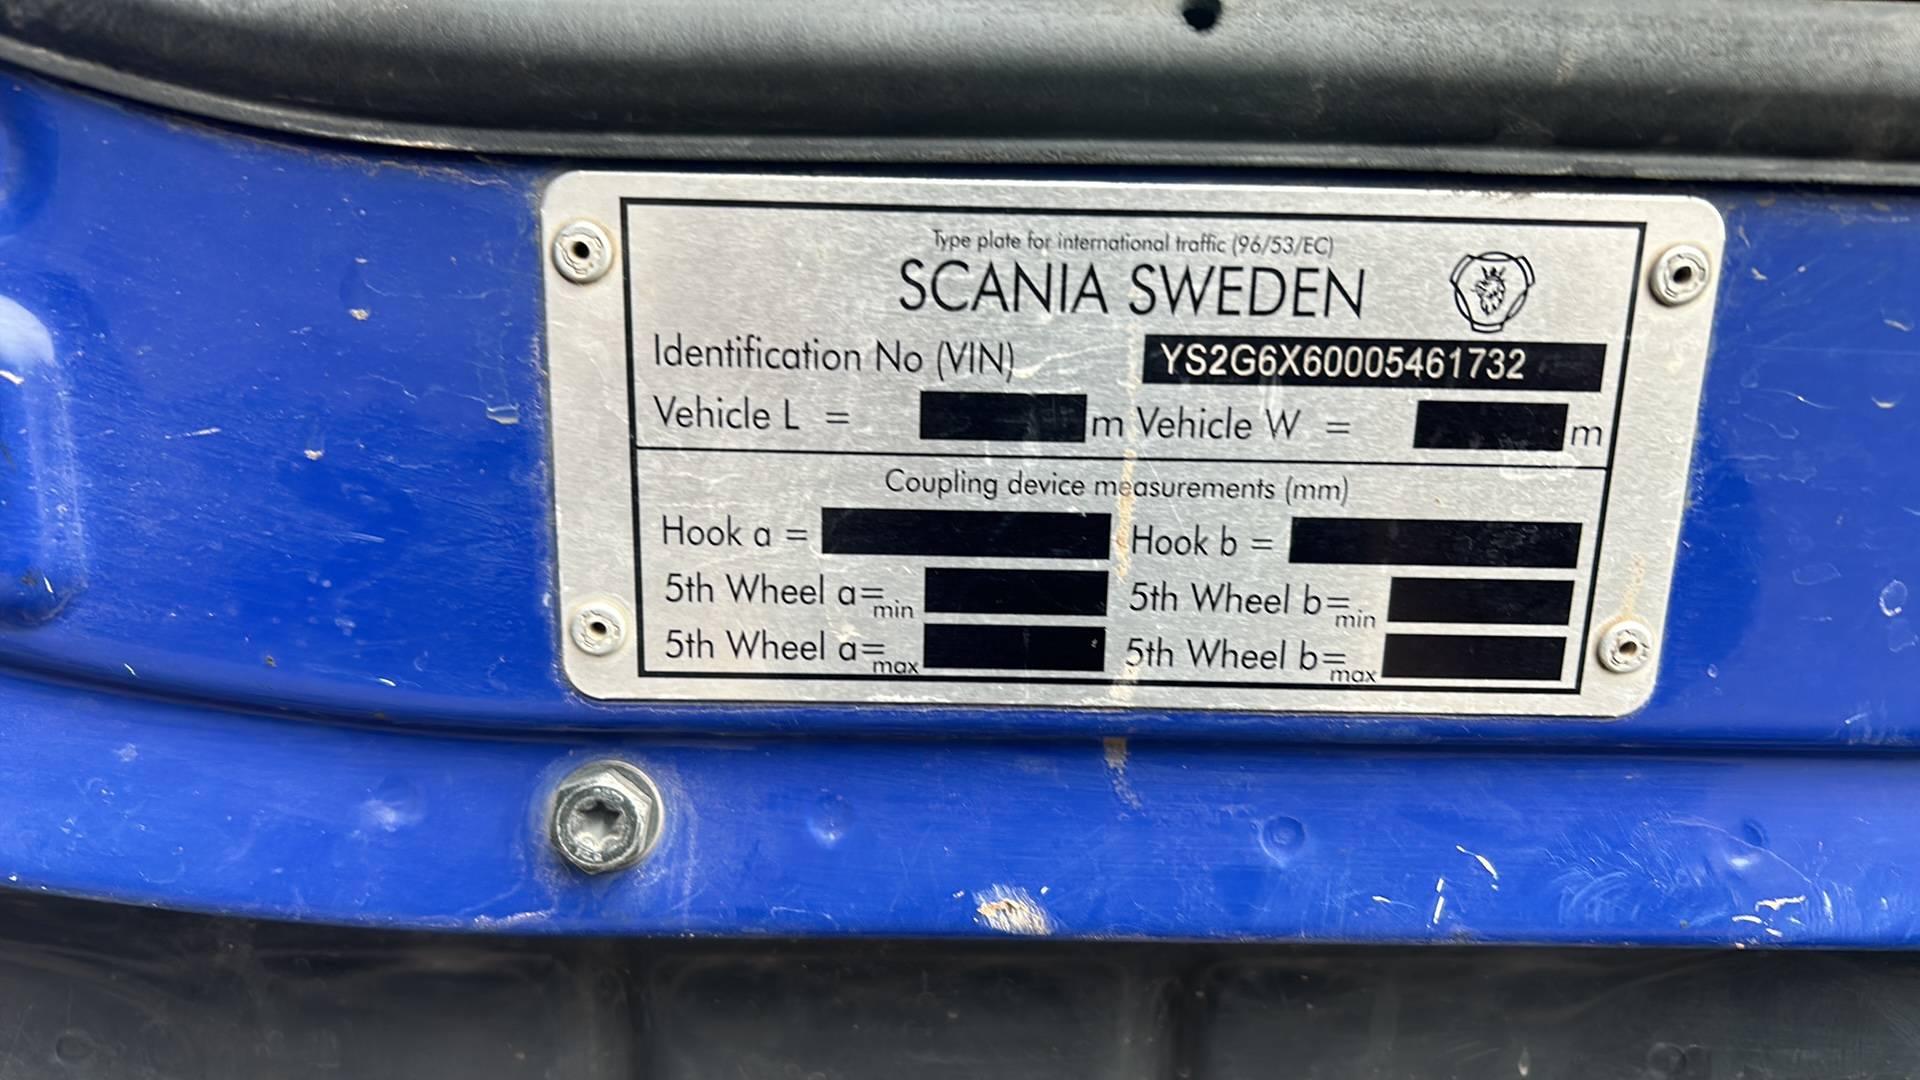 Type plate for international traffic (96/53/EC)
SCANIA SWEDEN
Identification No (VIN) YS2G6X60005461732
Vehicle L = m Vehicle W = m
Coupling device measurements (mm)
Hook a = Hook b =
5th Wheel a=min 5th Wheel b=min
5th Wheel a=max 5th Wheel b=max